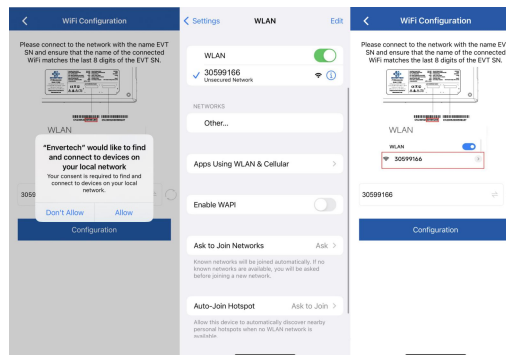 WiFi Configuration
Please connect to the network with the name EVT
SN and ensure that the name of the connected
WiFi matches the last 8 digits of the EVT SN.
WLAN
"Envertech" would like to find
and connect to devices on
your local network
Your consent is required to find and
connect to devices on your local
network.
Don't Allow
Allow
3059
Configuration
Settings
WLAN
Edit
WLAN
30599166
Unsecured Network
NETWORKS
Other...
Apps Using WLAN & Cellular
Enable WAPI
Ask to Join Networks
Ask
Known networks will be joined automatically. If no
known networks are available, you will be asked
before joining a new network.
Auto-Join Hotspot
Ask to Join
Allow this device to automatically discover nearby
personal hotspots when no WLAN network is
available.
WiFi Configuration
Please connect to the network with the name EV
SN and ensure that the name of the connected
WiFi matches the last 8 digits of the EVT SN.
WLAN
WLAN
30599166
30599166
Configuration